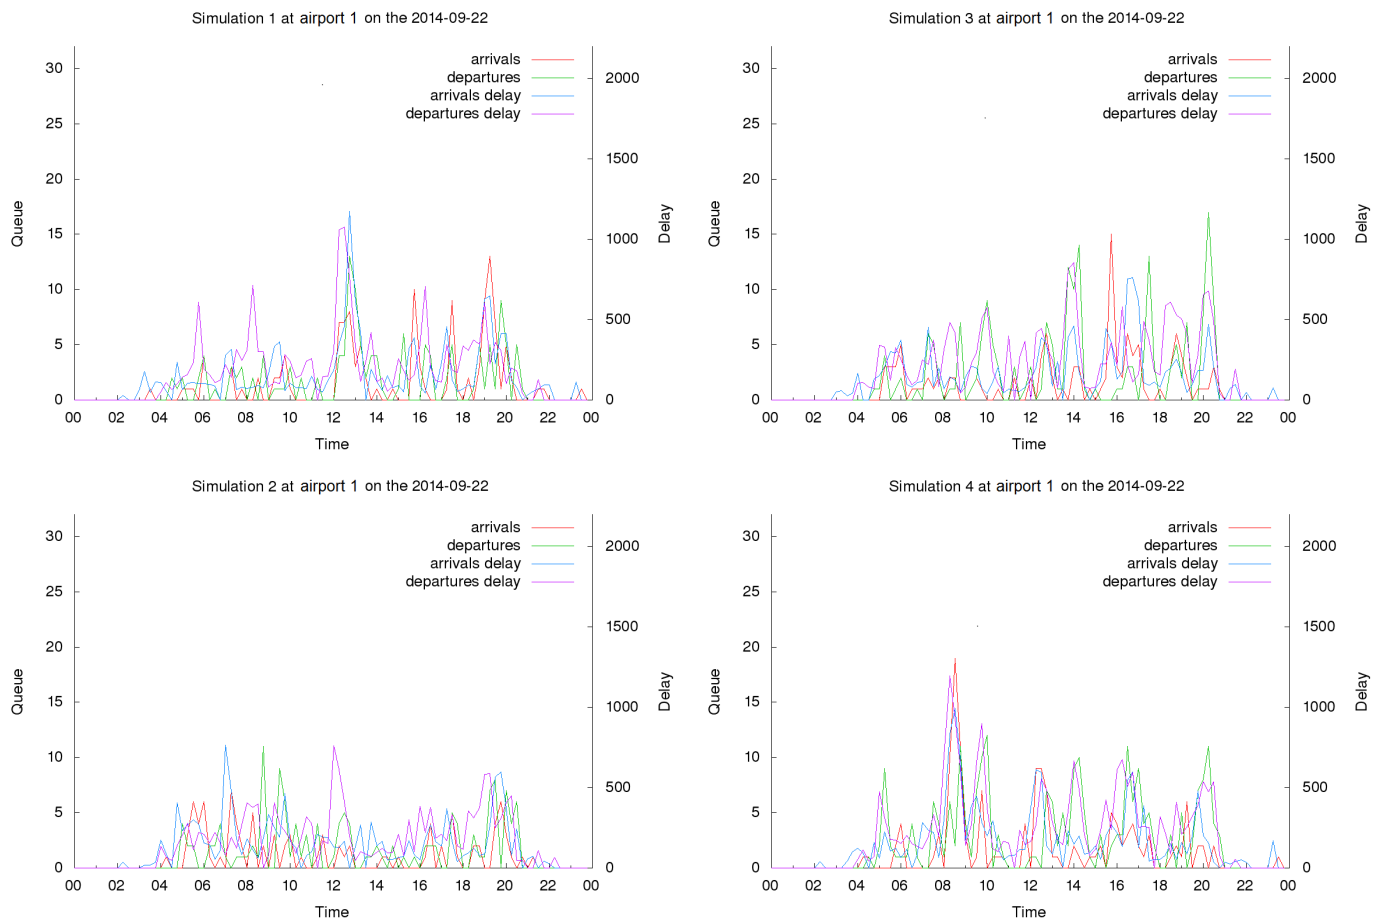 Simulation 1 at airport 1 on the 2014-09-22
arrivals
departures
arrivals delay
departures delay
30
25
20
15
10
5
0
2000
1500
1000
500
0
Queue
Delay
00 02 04 06 08 10 12 14 16 18 20 22 00
Time
Simulation 3 at airport 1 on the 2014-09-22
arrivals
departures
arrivals delay
departures delay
30
25
20
15
10
5
0
2000
1500
1000
500
0
Queue
Delay
00 02 04 06 08 10 12 14 16 18 20 22 00
Time
Simulation 2 at airport 1 on the 2014-09-22
arrivals
departures
arrivals delay
departures delay
30
25
20
15
10
5
0
2000
1500
1000
500
0
Queue
Delay
00 02 04 06 08 10 12 14 16 18 20 22 00
Time
Simulation 4 at airport 1 on the 2014-09-22
arrivals
departures
arrivals delay
departures delay
30
25
20
15
10
5
0
2000
1500
1000
500
0
Queue
Delay
00 02 04 06 08 10 12 14 16 18 20 22 00
Time